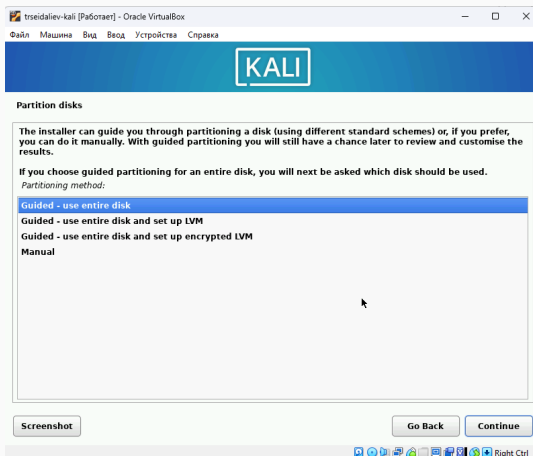 trseidaliev-kali [Работает] - Oracle VirtualBox
Файл Машина Вид Ввод Устройства Справка
KALI
Partition disks
The installer can guide you through partitioning a disk (using different standard schemes) or, if you prefer,
you can do it manually. With guided partitioning you will still have a chance later to review and customise the
results.
If you choose guided partitioning for an entire disk, you will next be asked which disk should be used.
Partitioning method:
Guided - use entire disk
Guided - use entire disk and set up LVM
Guided - use entire disk and set up encrypted LVM
Manual
Screenshot Go Back Continue
Right Ctrl